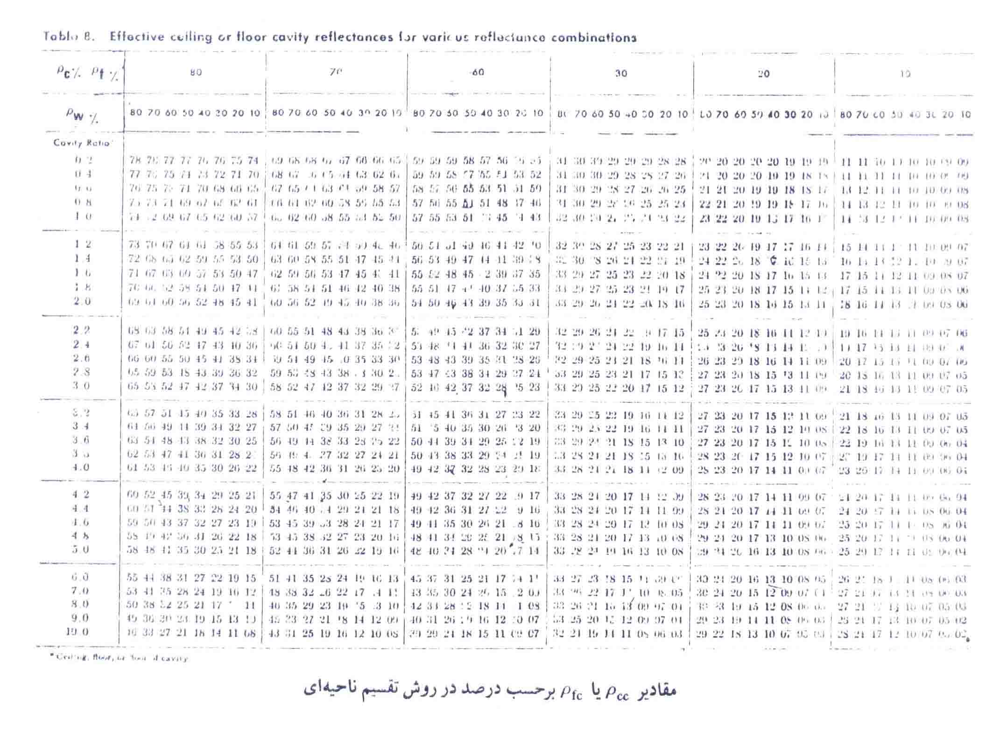 Table 8. Effective ceiling or floor cavity reflectances for various reflectance combinations
ρc% ρf% 80 70 60 30 20 10
ρw% 80 70 60 50 40 30 20 10 80 70 60 50 40 30 20 10 80 70 60 50 40 30 20 10 80 70 60 50 40 30 20 10 80 70 60 50 40 30 20 10 80 70 60 50 40 30 20 10
Cavity Ratio*
0.2 78 78 77 77 76 76 75 74 69 68 68 67 67 66 66 65 59 59 59 58 57 56 31 30 30 29 29 29 28 28 20 20 20 20 20 19 19 19 11 11 10 10 10 10 09 09
0.4 77 76 75 74 73 72 71 70 68 67 63 62 59 59 58 57 55 54 53 52 31 30 30 29 28 28 27 26 21 20 20 20 19 19 18 18 11 11 11 11 10 10 09 09
0.6 76 75 71 70 68 66 65 67 65 63 59 58 57 58 57 56 55 53 51 51 50 31 30 29 28 27 26 26 25 21 21 20 19 19 18 18 17 13 12 11 11 10 10 09 08
0.8 75 73 71 69 67 65 62 61 66 64 62 60 58 55 53 57 56 55 51 48 47 46 31 30 29 28 26 25 25 23 22 21 20 19 19 18 17 16 14 13 12 11 10 10 09 08
1.0 74 72 69 67 65 62 60 57 62 60 58 55 53 52 50 57 55 53 51 45 43 32 30 27 24 23 22 23 22 20 19 17 16 14 13 12 11 10 09 08
1.2 73 70 67 64 61 58 55 53 64 61 59 57 50 46 56 54 51 49 46 44 42 40 32 30 28 27 25 23 22 21 23 22 20 19 17 17 16 14 15 14 11 10 09 07
1.4 72 68 65 62 59 55 53 50 63 60 58 55 51 47 45 44 56 53 49 47 44 41 39 38 30 28 26 24 22 21 19 24 22 20 18 16 15 13 16 14 13 12 10 09 07
1.6 71 67 63 60 57 53 50 47 62 59 56 53 47 45 41 55 52 48 45 39 37 35 33 29 27 25 23 22 20 18 24 22 20 18 17 16 15 13 17 15 14 12 11 09 08 07
1.8 70 58 54 50 47 44 58 54 51 46 42 40 38 55 51 47 40 37 35 33 33 29 27 25 23 21 19 17 25 23 20 18 17 15 14 12 17 15 14 13 11 09 08 06
2.0 69 64 60 56 52 48 45 41 60 56 52 49 45 40 38 36 54 50 46 43 39 35 33 31 33 29 26 24 22 20 18 16 25 23 20 18 16 15 13 11 18 16 14 13 09 08 06
2.2 68 63 58 54 49 45 42 38 60 55 51 48 43 38 36 49 45 42 37 34 31 29 32 29 26 24 22 17 15 25 23 20 18 16 14 12 10 19 16 14 13 11 09 07 06
2.4 67 61 56 52 47 43 40 36 60 54 50 41 37 35 32 53 48 41 36 32 30 27 32 24 22 19 16 14 23 20 18 14 19 17 15 13 11 09
2.6 66 60 55 50 45 41 38 34 59 54 49 45 35 33 30 53 48 43 39 35 31 28 26 32 29 25 23 21 18 16 14 26 23 20 18 16 14 11 09 20 17 15 13 11 09 07 06
2.8 65 59 53 48 43 39 36 32 59 53 48 43 38 30 53 47 43 38 34 29 27 24 33 29 25 23 21 17 15 27 23 20 18 15 13 11 09 20 18 16 13 11 09 07 05
3.0 65 58 52 47 42 37 34 30 58 52 47 42 37 32 29 27 52 46 42 37 32 28 25 23 33 29 25 22 20 17 15 12 27 23 20 17 15 13 11 09 21 18 16 13 11 09 07 05
3.2 65 57 51 45 40 35 33 28 58 51 46 40 36 31 28 51 45 41 36 31 27 23 22 33 29 25 22 19 16 14 12 27 23 20 17 15 12 11 09 21 18 16 13 11 09 07 05
3.4 64 56 49 44 39 34 32 27 57 50 45 39 35 29 27 51 45 40 35 30 26 23 20 33 29 25 22 19 16 14 11 27 23 20 17 15 12 10 08 22 18 16 13 11 09 07 05
3.6 63 54 48 43 38 32 30 25 56 49 44 38 33 28 25 22 50 44 39 34 29 25 22 19 33 29 24 21 18 15 13 10 27 23 20 17 15 12 10 08 22 19 16 13 11 09 06 04
62 53 47 41 36 31 28 56 49 37 32 27 24 21 50 43 38 33 29 24 21 19 33 28 24 21 18 15 13 10 28 23 20 17 15 12 10 07 19 17 14 11 09 06 04
4.0 61 53 46 40 35 30 26 22 55 48 42 36 31 26 25 20 49 42 37 32 28 23 20 18 33 28 24 21 18 14 12 09 28 23 20 17 14 11 09 07 23 20 17 14 11 09 06 04
4.2 60 52 45 39 34 29 25 21 55 47 41 35 30 25 22 19 49 42 37 32 27 22 17 33 28 24 20 17 14 12 09 28 23 20 17 14 11 09 07 24 20 17 14 11 09 06 04
4.4 60 51 44 38 33 28 24 20 54 46 40 34 29 24 21 18 49 42 36 31 27 22 16 33 28 24 20 17 14 11 09 28 24 20 17 14 11 09 07 24 20 17 14 11 08 06 04
4.6 59 50 43 37 32 27 23 19 53 45 39 33 28 24 21 17 49 41 35 30 26 21 16 33 28 24 20 17 13 10 08 29 24 20 17 14 11 09 07 25 20 17 14 08 06 04
4.8 58 49 42 36 31 26 22 18 53 45 38 32 27 23 20 16 48 41 34 29 25 21 18 15 33 28 24 20 17 13 10 08 29 24 20 17 13 10 08 06 25 20 17 14 08 06 04
5.0 58 48 41 35 30 25 21 18 52 44 36 31 26 22 19 16 48 40 34 28 24 20 17 14 33 28 24 19 16 13 10 08 29 24 20 16 13 10 08 06 25 20 17 14 11 08 06 04
6.0 55 44 38 31 27 22 19 15 51 41 35 28 24 19 16 13 45 37 31 25 21 17 14 11 33 27 23 18 15 11 09 30 24 20 16 13 10 08 05 26 21 18 11 08 06 03
7.0 53 41 35 28 24 19 16 12 48 38 32 26 22 17 14 11 43 35 30 24 20 15 12 09 33 26 22 17 10 08 05 30 24 20 15 12 09 07 04 27 21 17 13 11 08 06 03
8.0 50 38 32 25 21 17 11 46 35 29 23 19 15 13 10 42 33 28 18 14 08 33 26 21 15 13 09 07 04 23 19 15 12 08 06 27 21 13 10 07 05 03
9.0 49 36 30 23 19 15 13 10 45 33 27 21 18 14 12 09 40 31 26 16 12 10 07 33 25 20 15 12 09 07 04 29 23 19 14 11 08 06 03 28 21 17 13 10 07 05 02
10.0 46 33 27 21 18 14 11 08 43 31 25 19 16 12 10 08 39 29 24 18 15 11 09 07 32 24 19 14 11 08 06 03 29 22 18 13 10 07 05 03 28 21 17 12 10 07 05 02
*Ceiling, floor, or floor of cavity
مقادیر ρcc یا ρfc برحسب درصد در روش تقسیم ناحیه‌ای